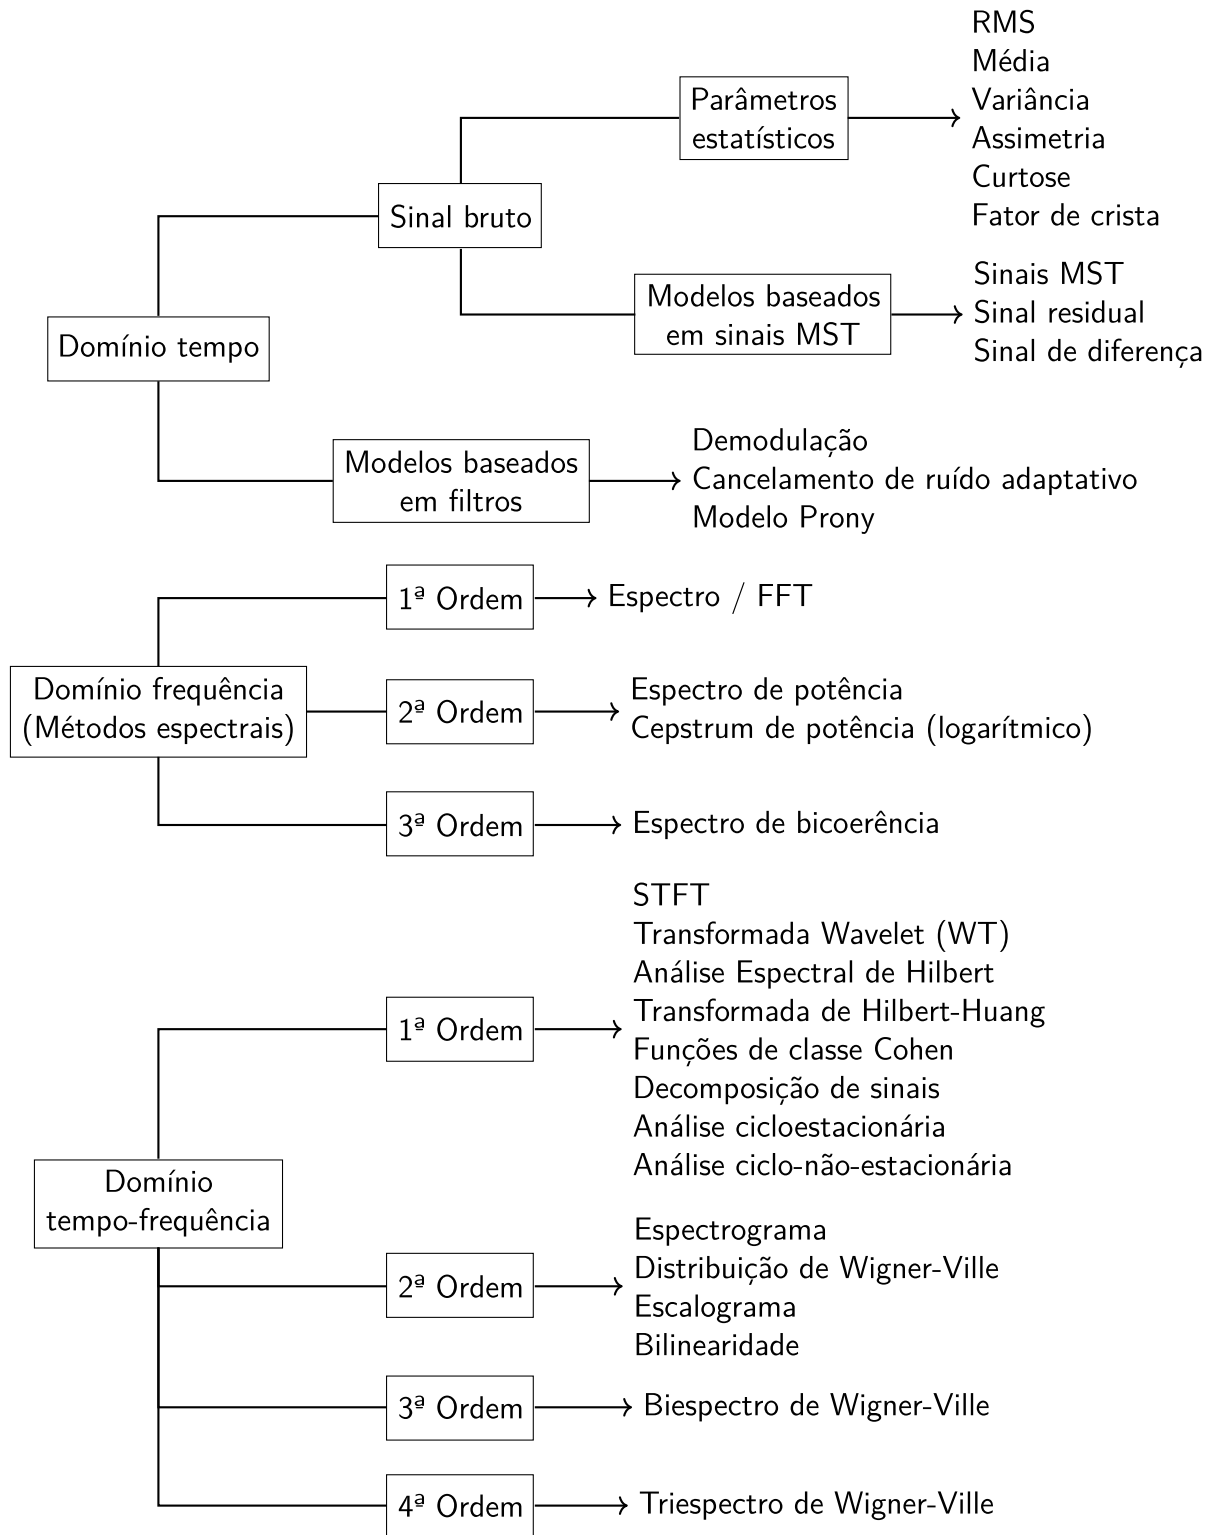 RMS
Média
Variância
Assimetria
Curtose
Fator de crista
Parâmetros
estatísticos
Sinal bruto
Sinais MST
Sinal residual
Sinal de diferença
Modelos baseados
em sinais MST
Domínio tempo
Modelos baseados
em filtros
Demodulação
Cancelamento de ruído adaptativo
Modelo Prony
1ª Ordem
Espectro / FFT
Domínio frequência
(Métodos espectrais)
2ª Ordem
Espectro de potência
Cepstrum de potência (logarítmico)
3ª Ordem
Espectro de bicoerência
STFT
Transformada Wavelet (WT)
Análise Espectral de Hilbert
Transformada de Hilbert-Huang
Funções de classe Cohen
Decomposição de sinais
Análise cicloestacionária
Análise ciclo-não-estacionária
1ª Ordem
Domínio
tempo-frequência
2ª Ordem
Espectrograma
Distribuição de Wigner-Ville
Escalograma
Bilinearidade
3ª Ordem
Biespectro de Wigner-Ville
4ª Ordem
Triespectro de Wigner-Ville